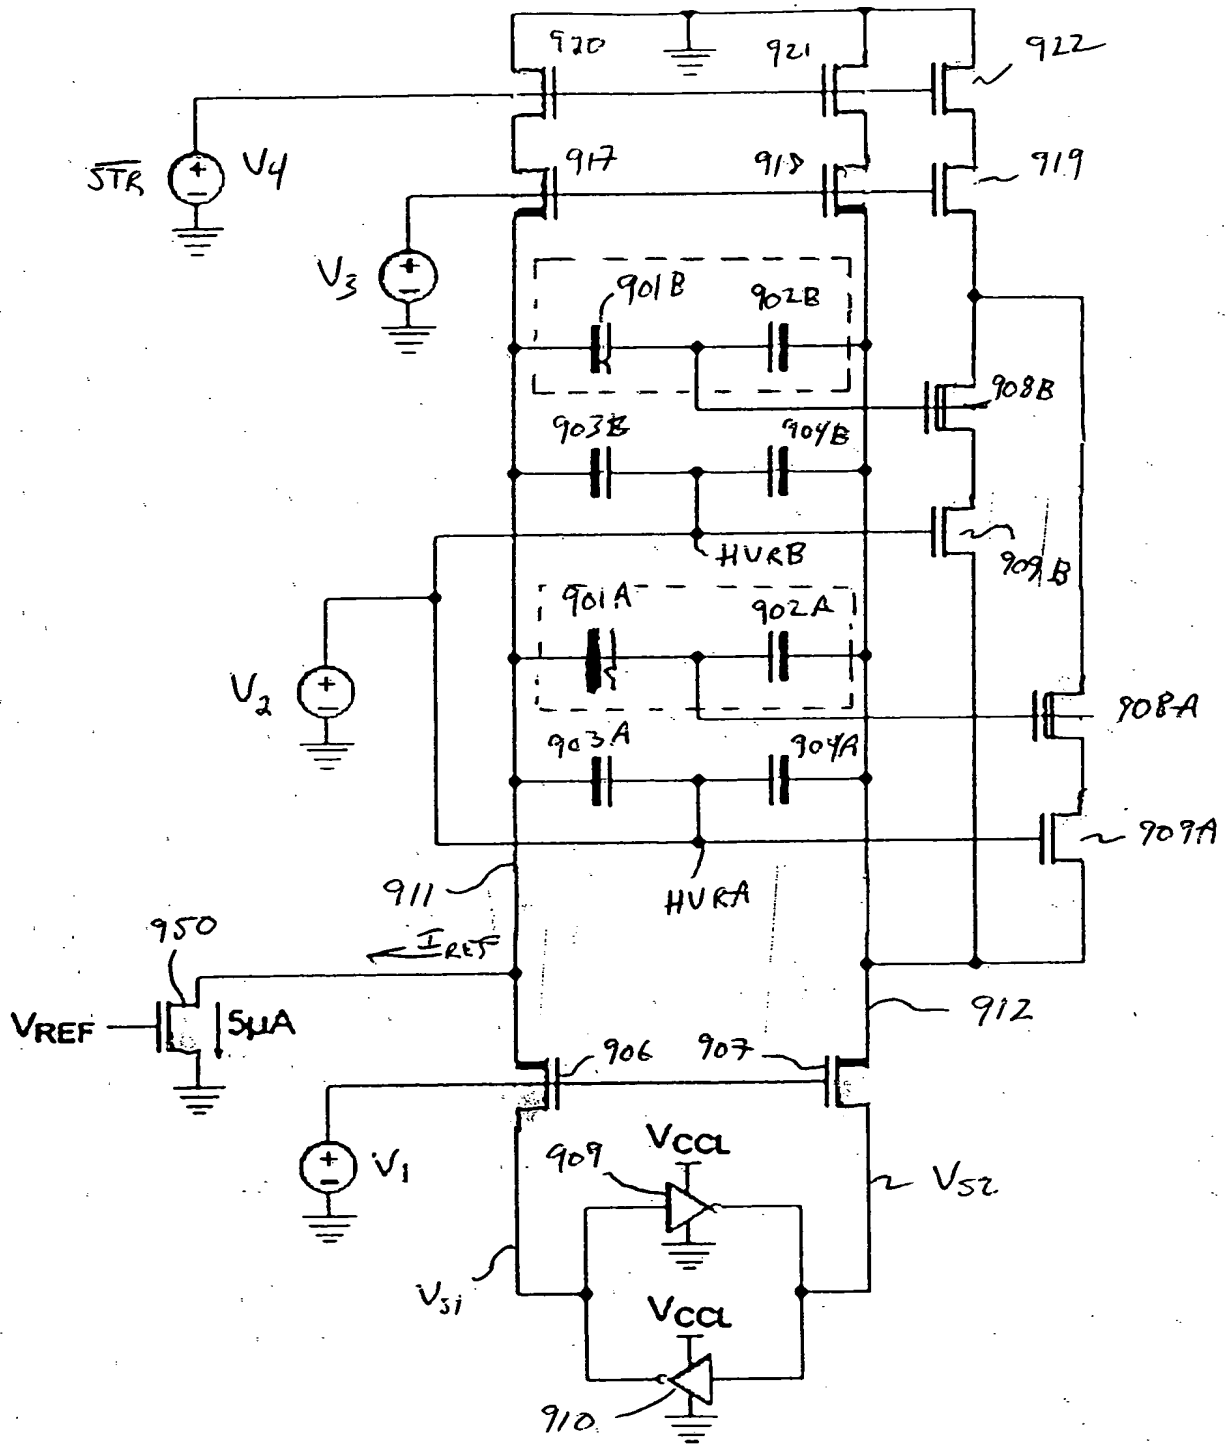 920
921
922
S̅T̅R̅
V4
917
918
919
V3
901B
902B
908B
903B
904B
HVRB
909B
901A
902A
V2
908A
903A
904A
909A
911
HVRA
950
IREF
912
VREF
5µA
906
907
V1
909
VCCL
VS2
VS1
VCCL
910